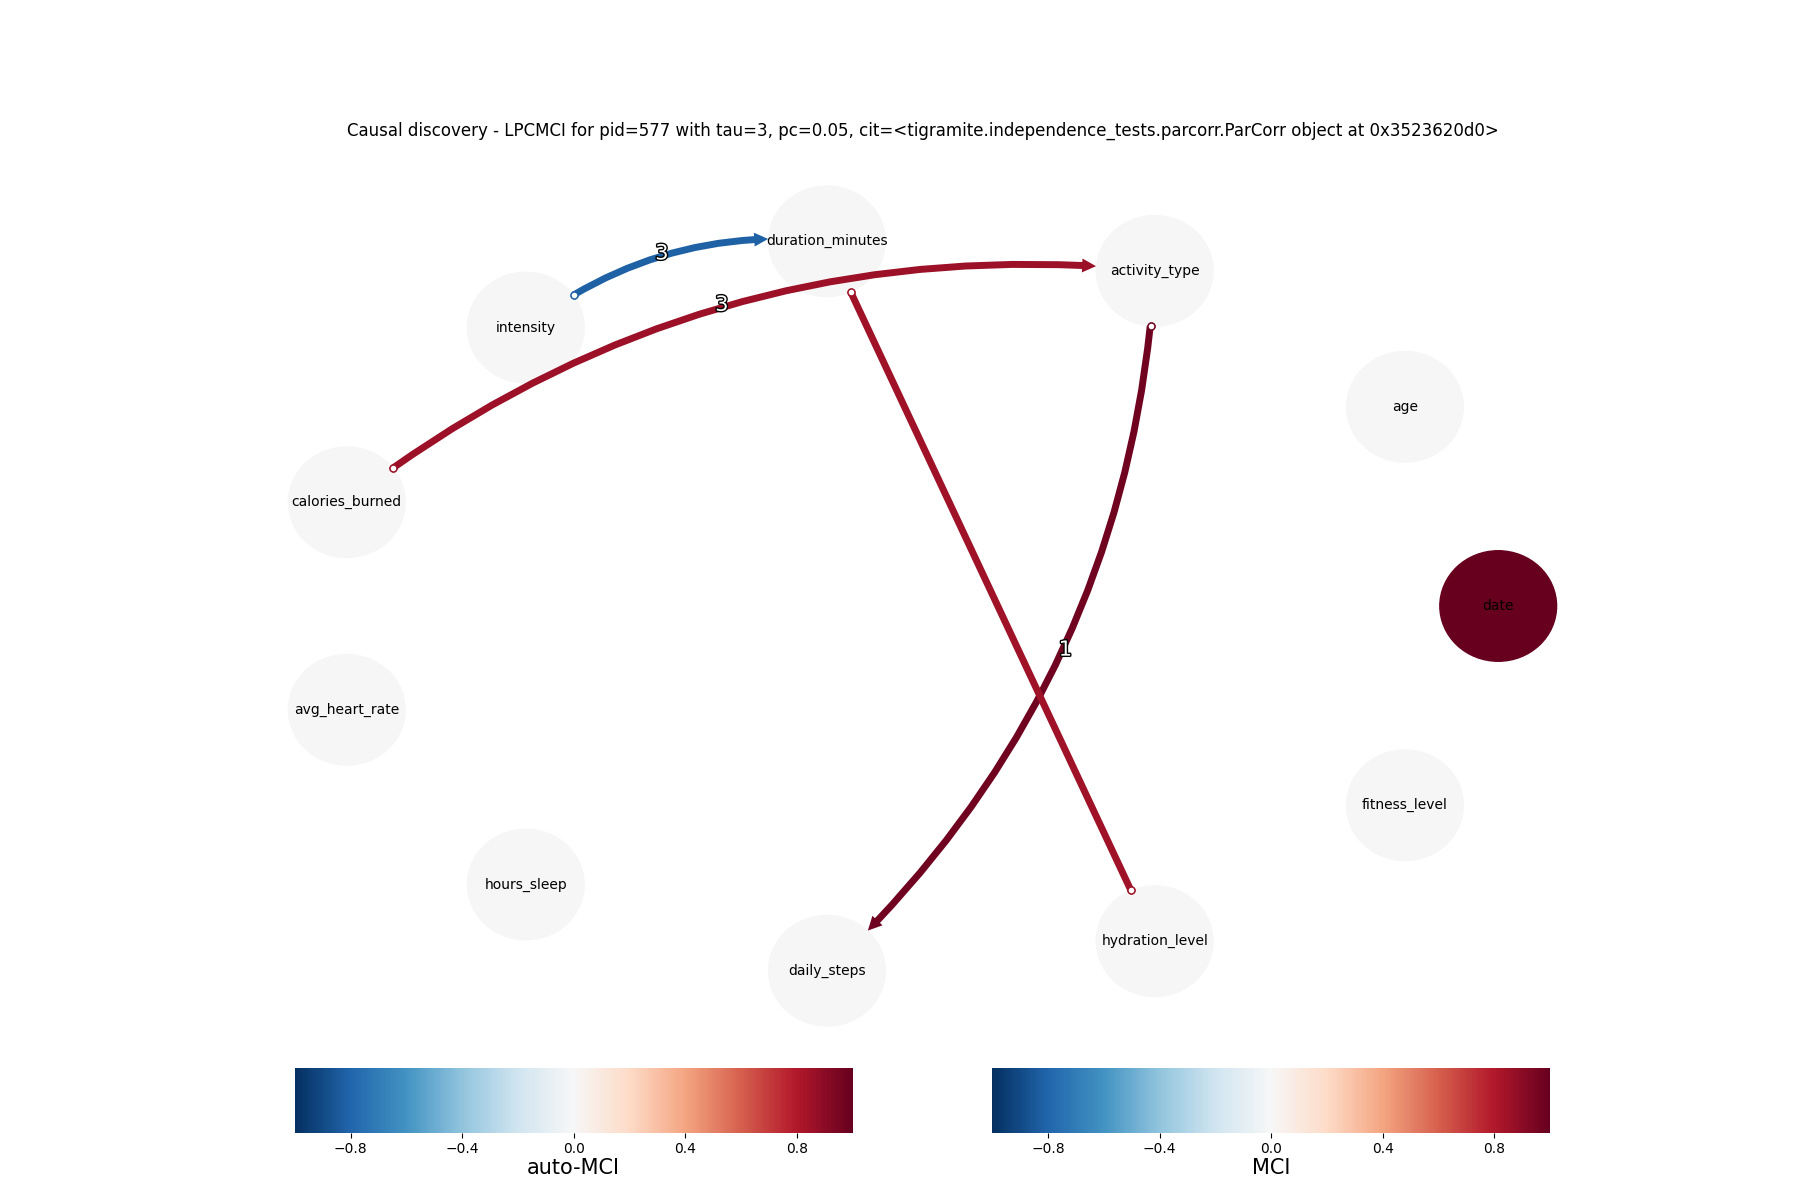 Causal discovery - LPCMCI for pid=577 with tau=3, pc=0.05, cit=<tigramite.independence_tests.parcorr.ParCorr object at 0x3523620d0>
duration_minutes
3
activity_type
3
intensity
age
calories_burned
date
1
avg_heart_rate
fitness_level
hours_sleep
hydration_level
daily_steps
−0.8 −0.4 0.0 0.4 0.8
auto-MCI
−0.8 −0.4 0.0 0.4 0.8
MCI